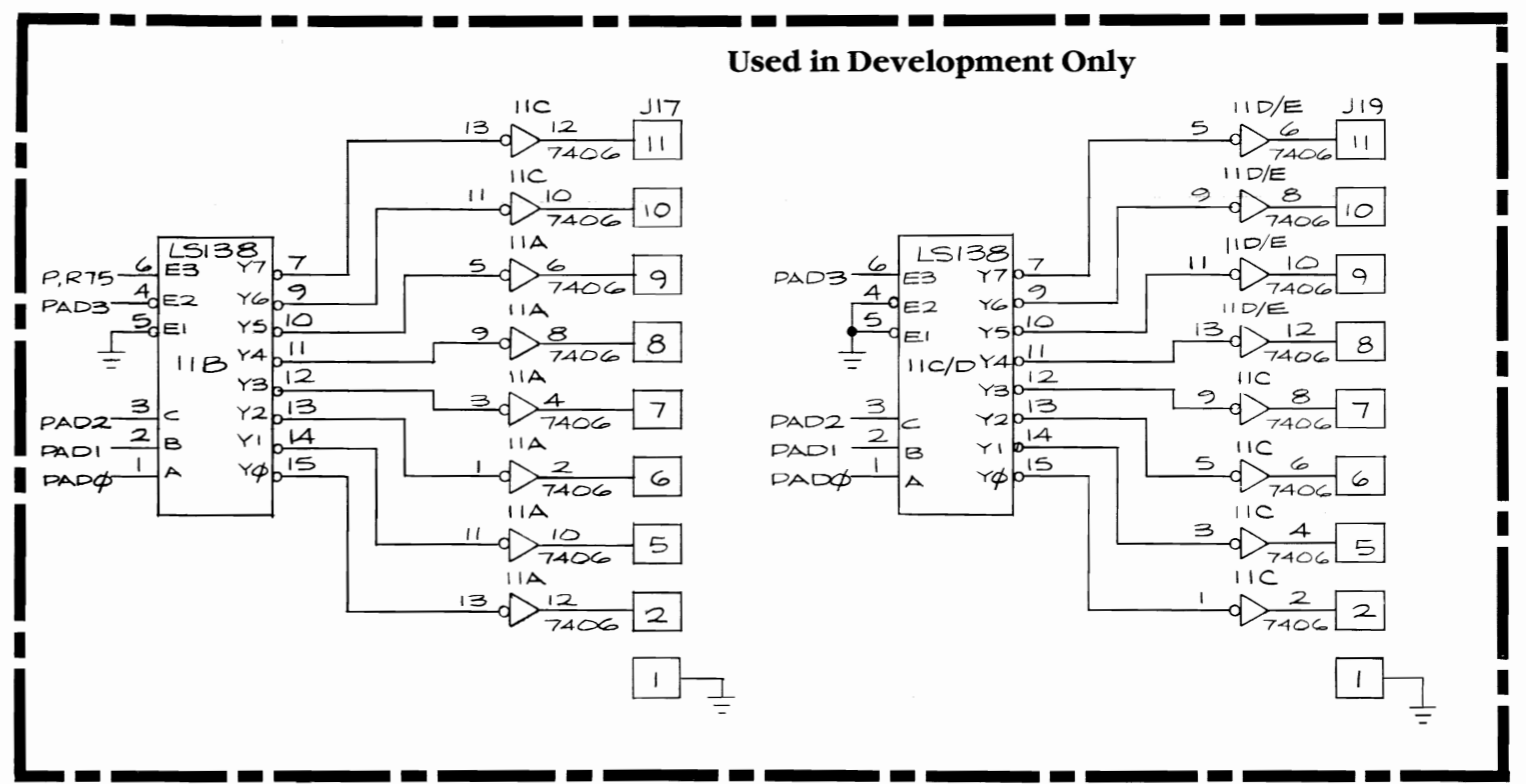 Used in Development Only
11C J17
13 12 7406 11
11C
11 10 7406 10
11A
5 6 7406 9
11A
9 8 7406 8
11A
3 4 7406 7
11A
1 2 7406 6
11A
11 10 7406 5
11A
13 12 7406 2
1
LS138
P,R75 6 E3 Y7 7
PAD3 4 E2 Y6 9
5 E1 Y5 10
Y4 11
11B
Y3 12
PAD2 3 C Y2 13
PAD1 2 B Y1 14
PADØ 1 A YØ 15
11D/E J19
5 6 7406 11
11D/E
9 8 7406 10
11D/E
11 10 7406 9
11D/E
13 12 7406 8
11C
9 8 7406 7
11C
5 6 7406 6
11C
3 4 7406 5
11C
1 2 7406 2
1
LS138
PAD3 6 E3 Y7 7
4 E2 Y6 9
5 E1 Y5 10
11C/D Y4 11
Y3 12
PAD2 3 C Y2 13
PAD1 2 B Y1 14
PADØ 1 A YØ 15